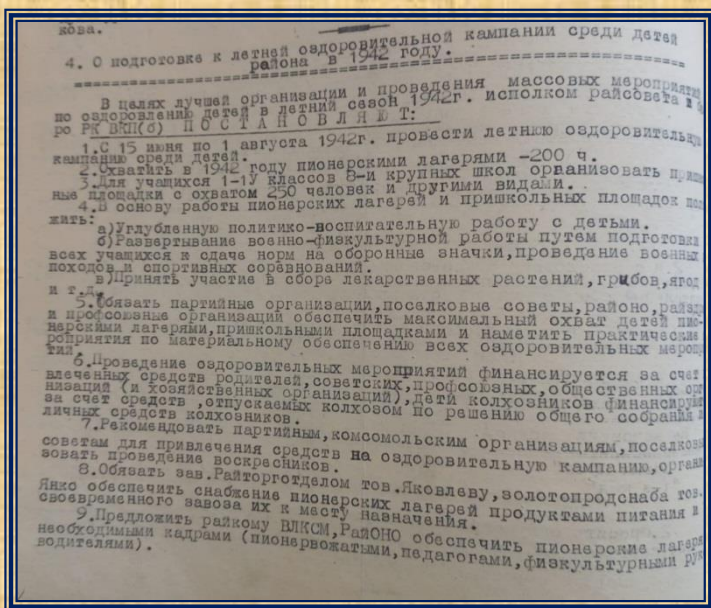 кова.
4. О подготовке к летней оздоровительной кампании среди детей
района в 1942 году.
В целях лучшей организации и проведения массовых мероприятий
по оздоровлению детей в летний сезон 1942г. исполком райсовета и
ро РК ВКП(б) П О С Т А Н О В Л Я Ю Т:
1.С 15 июня по 1 августа 1942г. провести летнюю оздоровительную
кампанию среди детей.
2.Охватить в 1942 году пионерскими лагерями -200 ч.
3.Для учащихся 1-1У классов 8-и крупных школ организовать
ные площадки с охватом 250 человек и другими видами.
4.В основу работы пионерских лагерей и пришкольных площадок
жить:
а)Углубленную политико-воспитательную работу с детьми.
б)Развертывание военно-физкультурной работы путем подготовки
всех учащихся к сдаче норм на оборонные значки,проведение военных
походов и спортивных соревнований.
в)Принять участие в сборе лекарственных растений,грибов,ягод
и т.д.
5.Обязать партийные организации,поселковые советы,районо,
и профсоюзные организаций обеспечить максимальный охват детей пио-
нерскими лагерями,пришкольными площадками и наметить практические
роприятия по материальному обеспечению всех оздоровительных
тий.
6.Проведение оздоровительных мероприятий финансируется за счет
влеченных средств родителей,советских,профсоюзных,общественных
низаций (и хозяйственных организаций),дети колхозников
за счет средств ,отпускаемых колхозом по решению общего собрания
личных средств колхозников.
7.Рекомендовать партийным,комсомольским организациям,
советам для привлечения средств на оздоровительную кампанию,
зовать проведение воскресников.
8.Обязать зав.Райторготделом тов.Яковлеву,золотопродснаба тов.
Янко обеспечить снабжение пионерских лагерей продуктами питания и
своевременного завоза их к месту назначения.
9.Предложить райкому ВЛКСМ,РайОНО обеспечить пионерские
необходимыми кадрами (пионервожатыми,педагогами,физкультурными
водителями).